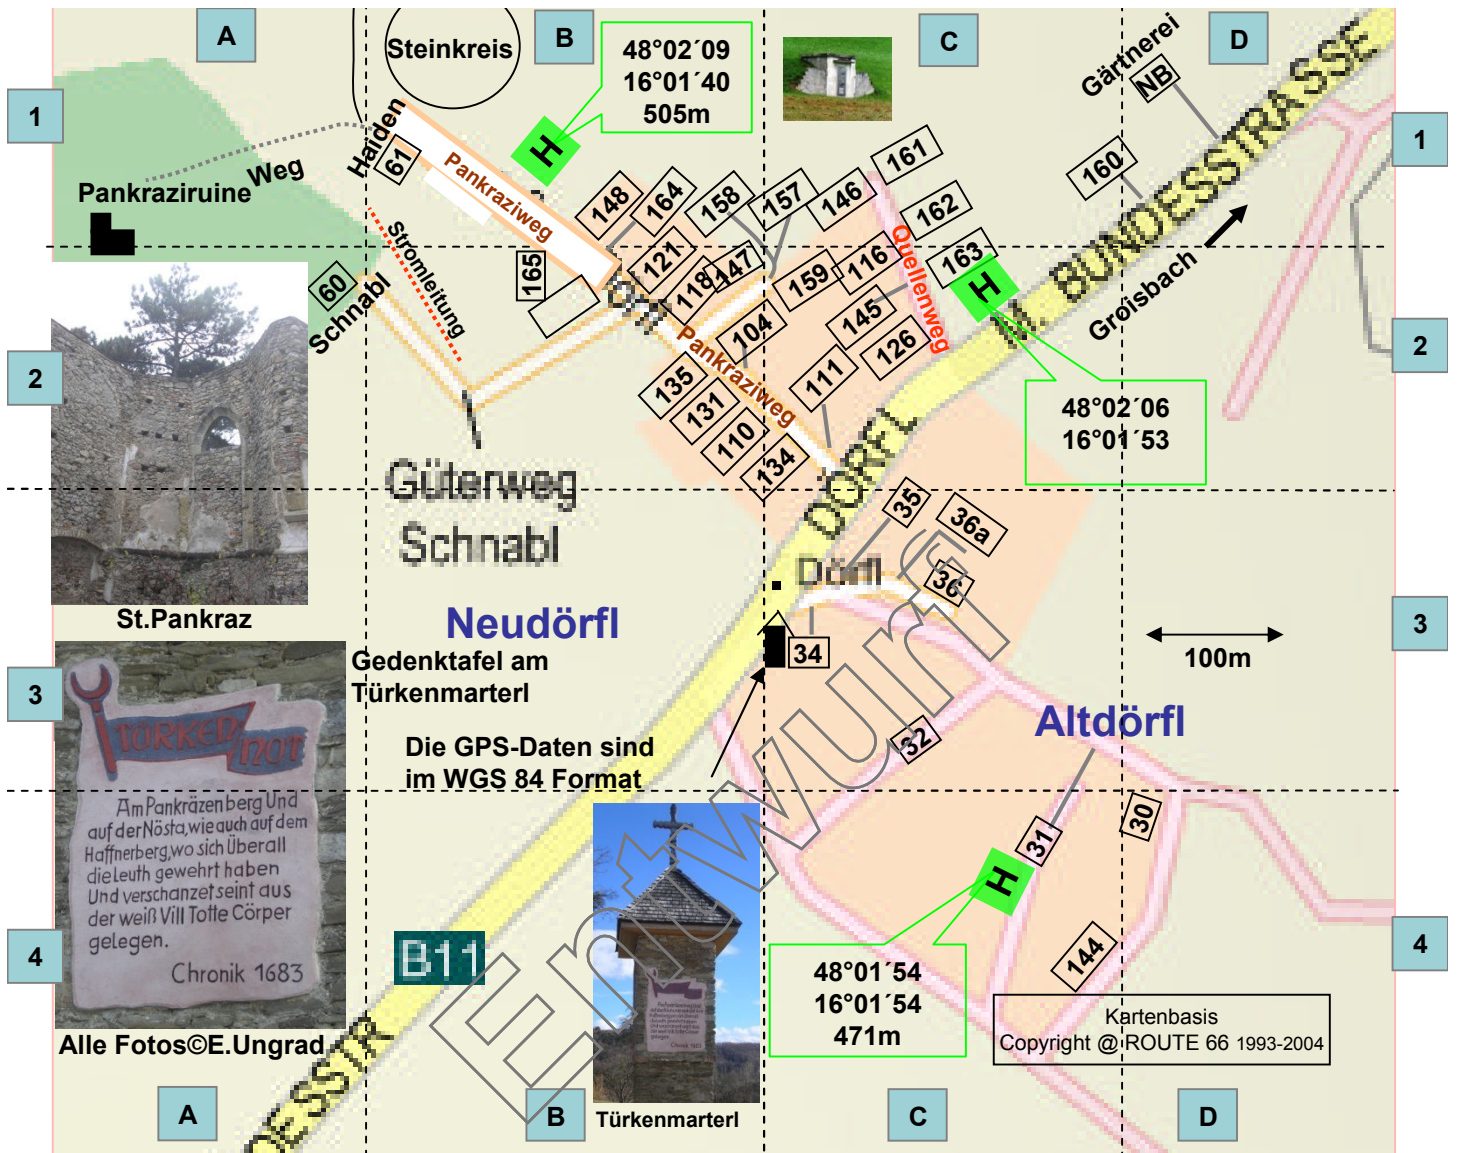 A
B
C
D
1
1
Steinkreis
48°02´09
16°01´40
505m
Gärtnerei
NB
BUNDESSTRASSE
Haiden
61
Pankraziweg
H
Weg
Pankraziruine
148
164
158
157
146
161
162
163
160
Quellenweg
Groisbach
Stromleitung
60
Schnabl
165
121
118
147
159
116
H
B11
104
145
126
111
Pankraziweg
135
131
110
134
2
2
48°02´06
16°01´53
Güterweg
Schnabl
DÖRFL
35
36a
36
Dörfl
34
St.Pankraz
Neudörfl
3
3
100m
Gedenktafel am
Türkenmarterl
TÜRKEN
NOT
Am Pankräzenberg Und
auf der Nösta, wie auch auf dem
Haffnerberg, wo sich Überall
die Leuth gewehrt haben
Und verschanzet seint aus
der weiß Vill Totte Cörper
gelegen.
Chronik 1683
Die GPS-Daten sind
im WGS 84 Format
32
Altdörfl
30
31
H
144
48°01´54
16°01´54
471m
4
4
B11
Entwurf
Kartenbasis
Copyright @ ROUTE 66 1993-2004
Alle Fotos©E.Ungrad
Türkenmarterl
A
B
C
D